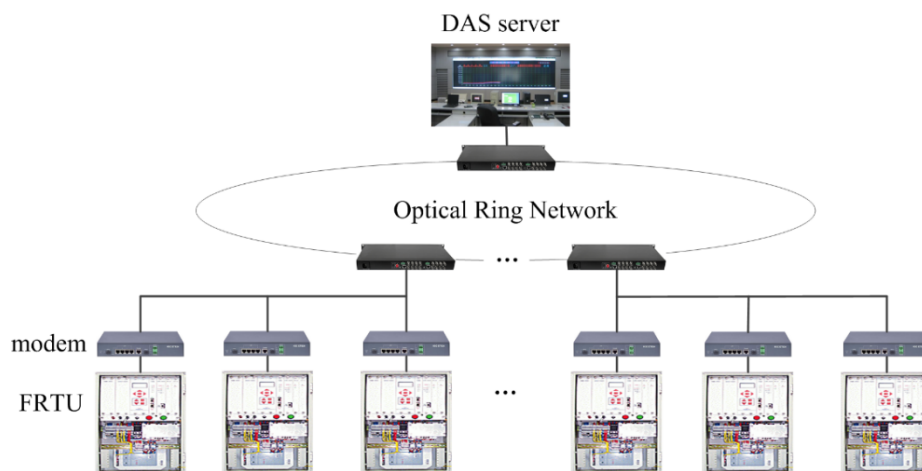 DAS server
Optical Ring Network
...
modem
FRTU
...